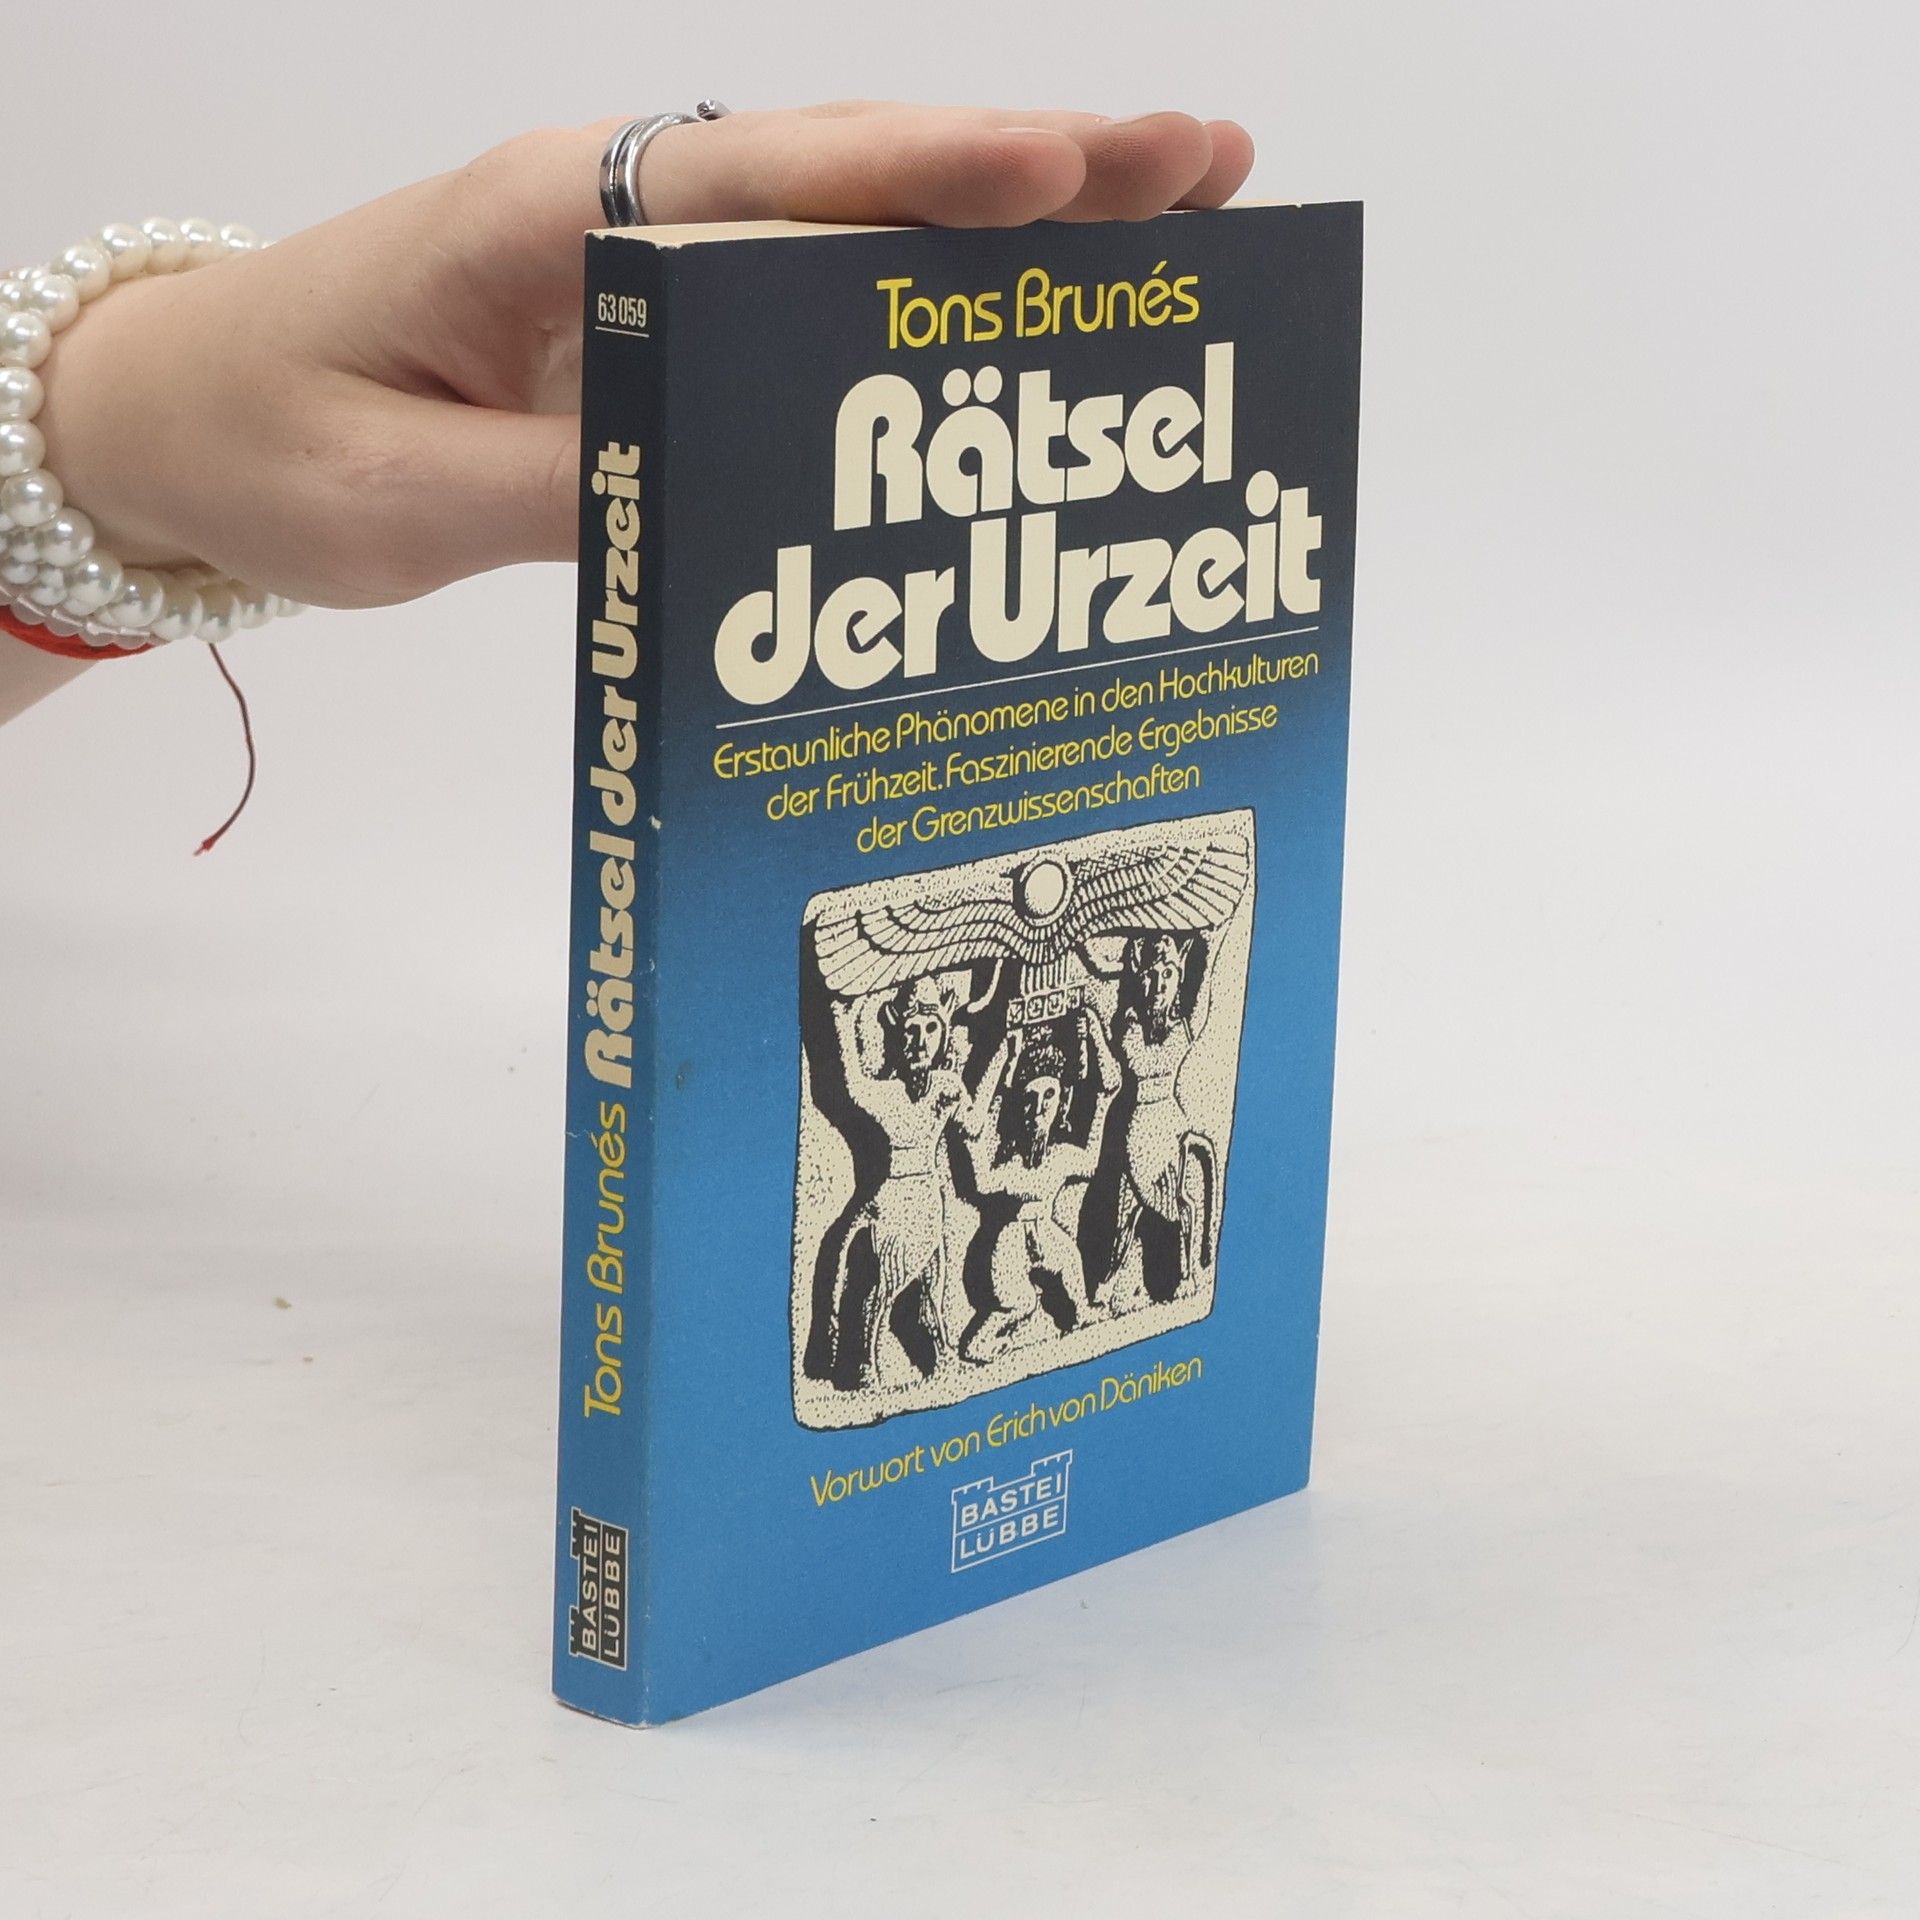 63 059
Tons Brunés Rätsel der Urzeit
BASTEI
LÜBBE
Tons Brunés
Rätsel
der Urzeit
Erstaunliche Phänomene in den Hochkulturen
der Frühzeit. Faszinierende Ergebnisse
der Grenzwissenschaften
Vorwort von Erich von Däniken
BASTEI
LÜBBE